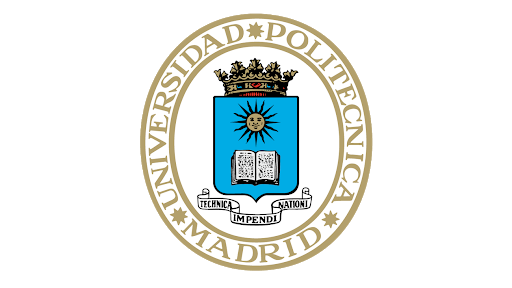 UNIVERSIDAD POLITECNICA
MADRID
TECHNICA
IMPENDI
NATIONI